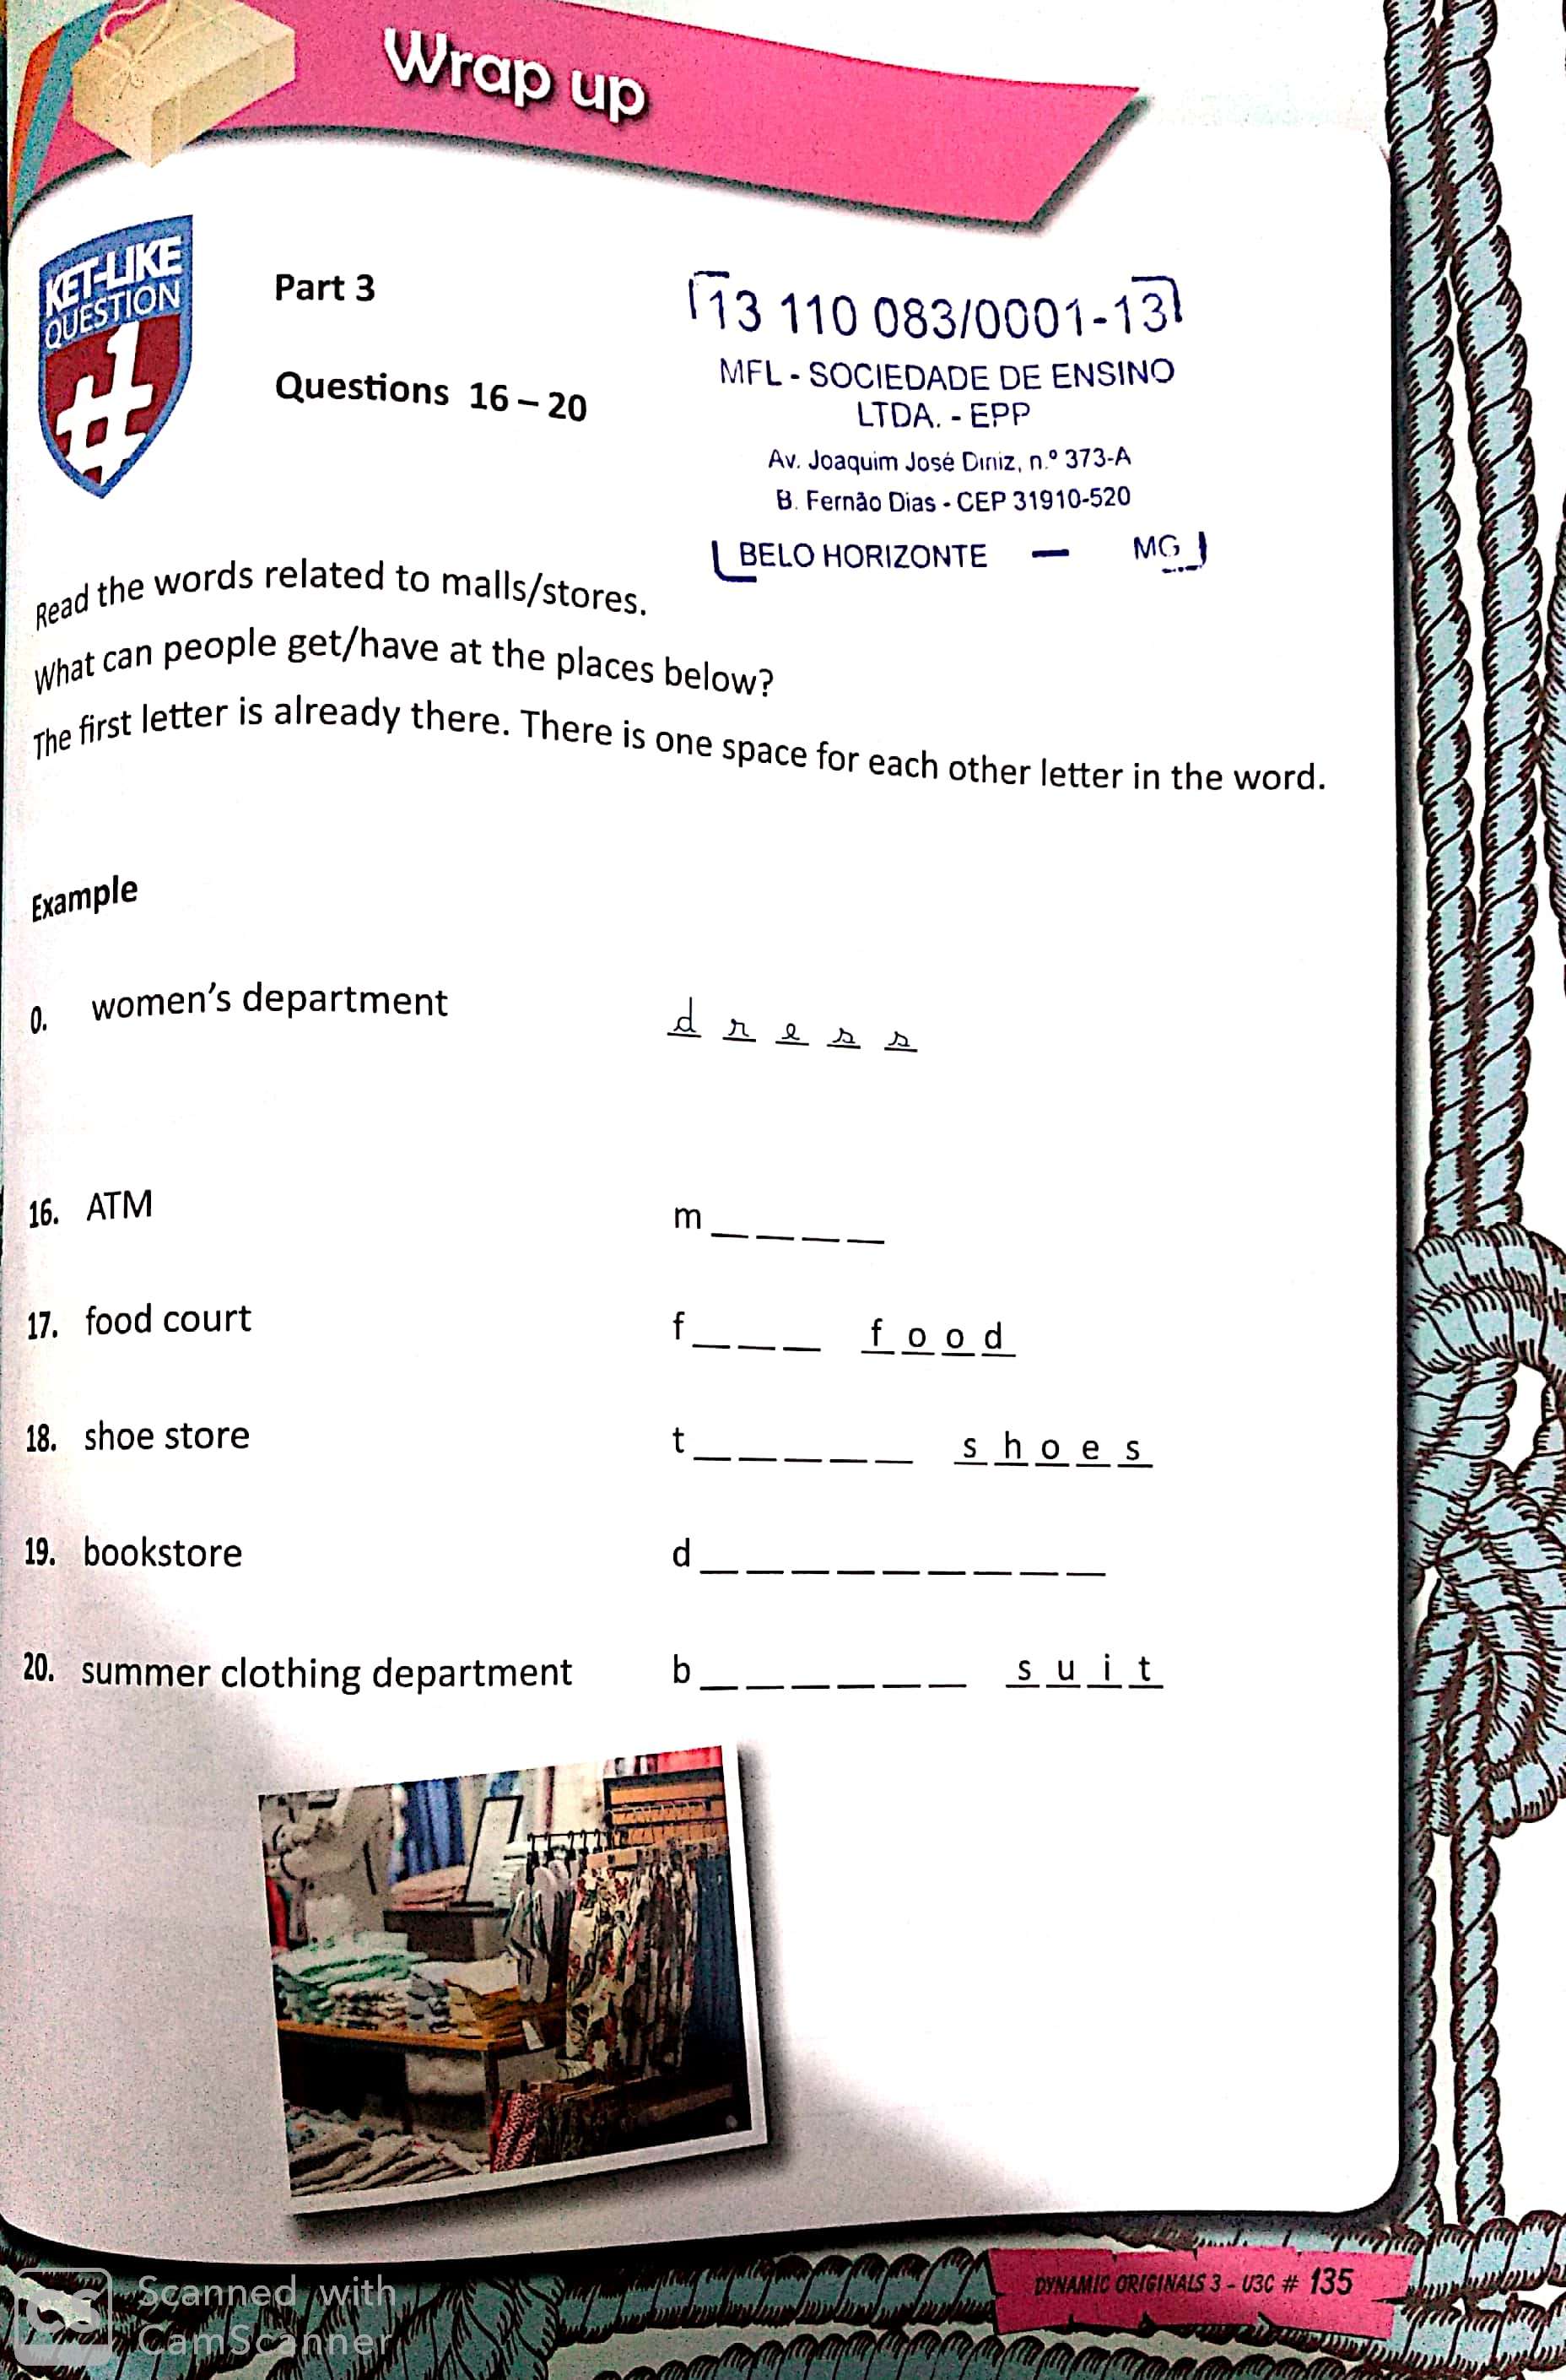 Wrap up
KET-LIKE
QUESTION
#1
Part 3
Questions 16 – 20
13 110 083/0001-13
MFL - SOCIEDADE DE ENSINO
LTDA. - EPP
Av. Joaquim José Diniz, n.º 373-A
B. Fernão Dias - CEP 31910-520
BELO HORIZONTE — MG
Read the words related to malls/stores.
What can people get/have at the places below?
The first letter is already there. There is one space for each other letter in the word.
Example
0. women's department d r e s s
16. ATM m _ _ _ _
17. food court f _ _ _ f o o d
18. shoe store t _ _ _ _ _ s h o e s
19. bookstore d _ _ _ _ _ _ _ _ _
20. summer clothing department b _ _ _ _ _ _ s u i t
DYNAMIC ORIGINALS 3 - U3C # 135
CS Scanned with
CamScanner